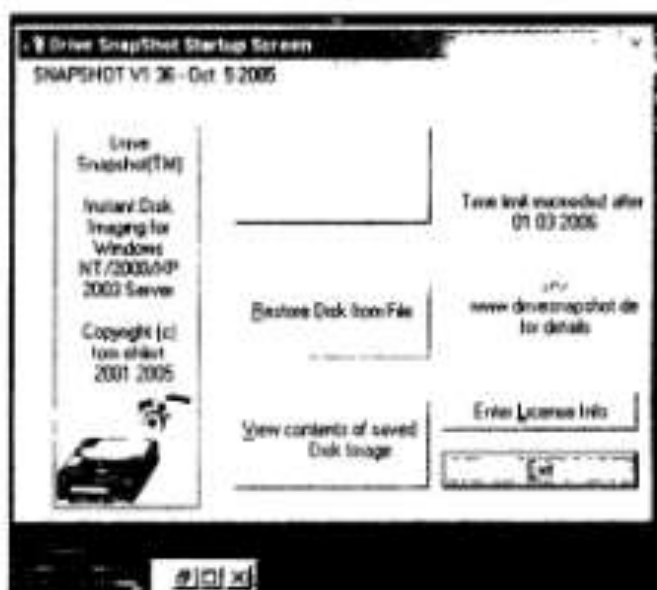 Drive SnapShot Startup Screen
SNAPSHOT V1 36 - Oct 5 2005
Drive
Snapshot(TM)
Instant Disk
Imaging for
Windows
NT/2000/XP
2003 Server
Copyright (c)
tom
2001 2005
Restore Disk from File
View contents of saved
Disk Image
Time limit exceeded after
01 03 2006
www drivesnapshot de
for details
Enter License Info
Exit